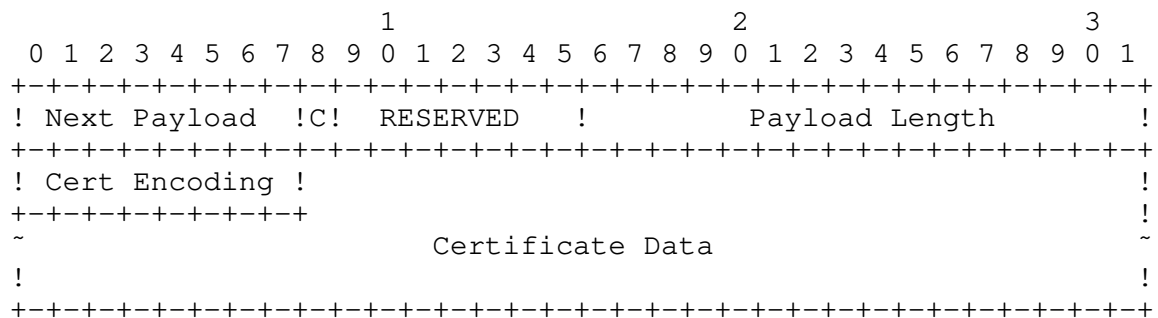 1                   2                   3
 0 1 2 3 4 5 6 7 8 9 0 1 2 3 4 5 6 7 8 9 0 1 2 3 4 5 6 7 8 9 0 1
+-+-+-+-+-+-+-+-+-+-+-+-+-+-+-+-+-+-+-+-+-+-+-+-+-+-+-+-+-+-+-+-+
! Next Payload  !C!  RESERVED   !         Payload Length        !
+-+-+-+-+-+-+-+-+-+-+-+-+-+-+-+-+-+-+-+-+-+-+-+-+-+-+-+-+-+-+-+-+
! Cert Encoding !                                               !
+-+-+-+-+-+-+-+-+                                               !
~                       Certificate Data                        ~
!                                                               !
+-+-+-+-+-+-+-+-+-+-+-+-+-+-+-+-+-+-+-+-+-+-+-+-+-+-+-+-+-+-+-+-+